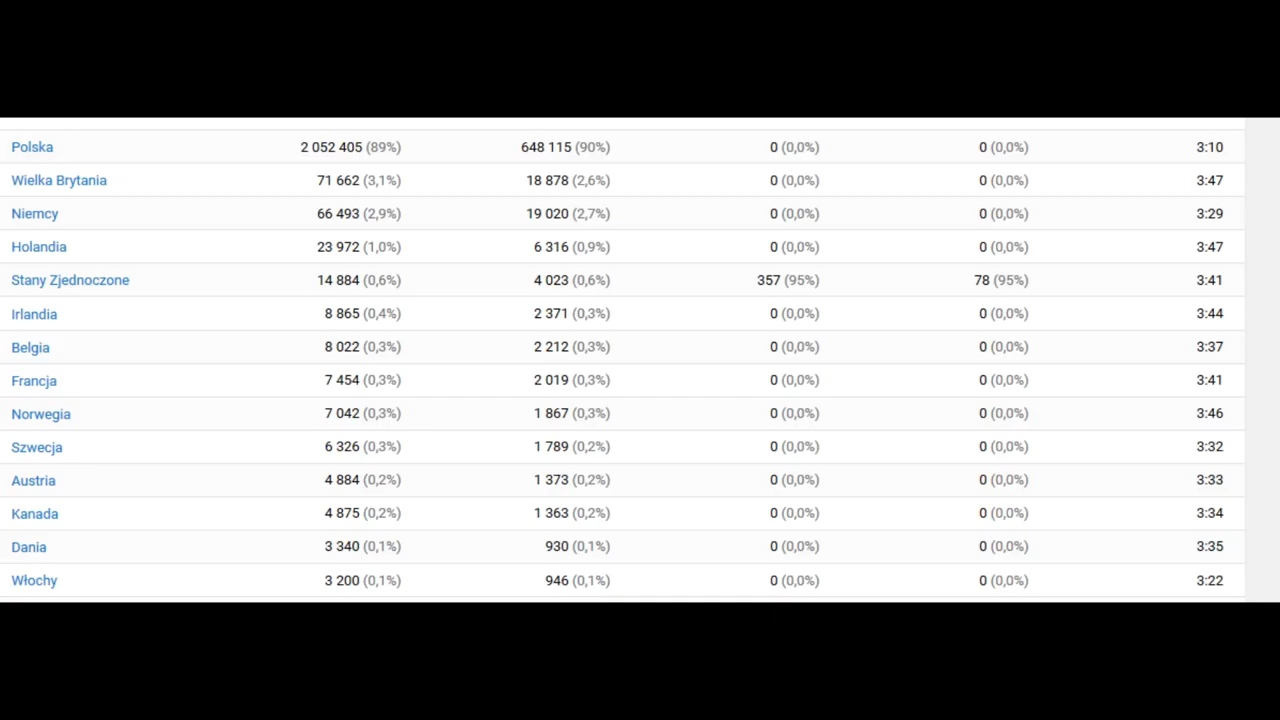 Polska 2 052 405 (89%) 648 115 (90%) 0 (0,0%) 0 (0,0%) 3:10
Wielka Brytania 71 662 (3,1%) 18 878 (2,6%) 0 (0,0%) 0 (0,0%) 3:47
Niemcy 66 493 (2,9%) 19 020 (2,7%) 0 (0,0%) 0 (0,0%) 3:29
Holandia 23 972 (1,0%) 6 316 (0,9%) 0 (0,0%) 0 (0,0%) 3:47
Stany Zjednoczone 14 884 (0,6%) 4 023 (0,6%) 357 (95%) 78 (95%) 3:41
Irlandia 8 865 (0,4%) 2 371 (0,3%) 0 (0,0%) 0 (0,0%) 3:44
Belgia 8 022 (0,3%) 2 212 (0,3%) 0 (0,0%) 0 (0,0%) 3:37
Francja 7 454 (0,3%) 2 019 (0,3%) 0 (0,0%) 0 (0,0%) 3:41
Norwegia 7 042 (0,3%) 1 867 (0,3%) 0 (0,0%) 0 (0,0%) 3:46
Szwecja 6 326 (0,3%) 1 789 (0,2%) 0 (0,0%) 0 (0,0%) 3:32
Austria 4 884 (0,2%) 1 373 (0,2%) 0 (0,0%) 0 (0,0%) 3:33
Kanada 4 875 (0,2%) 1 363 (0,2%) 0 (0,0%) 0 (0,0%) 3:34
Dania 3 340 (0,1%) 930 (0,1%) 0 (0,0%) 0 (0,0%) 3:35
Włochy 3 200 (0,1%) 946 (0,1%) 0 (0,0%) 0 (0,0%) 3:22